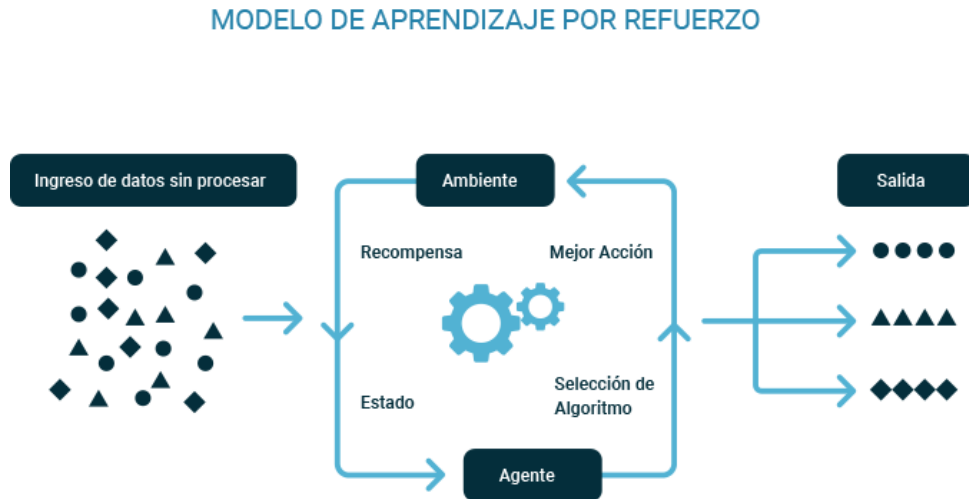 MODELO DE APRENDIZAJE POR REFUERZO
Ingreso de datos sin procesar
Ambiente
Salida
Recompensa
Mejor Acción
Estado
Selección de
Algoritmo
Agente